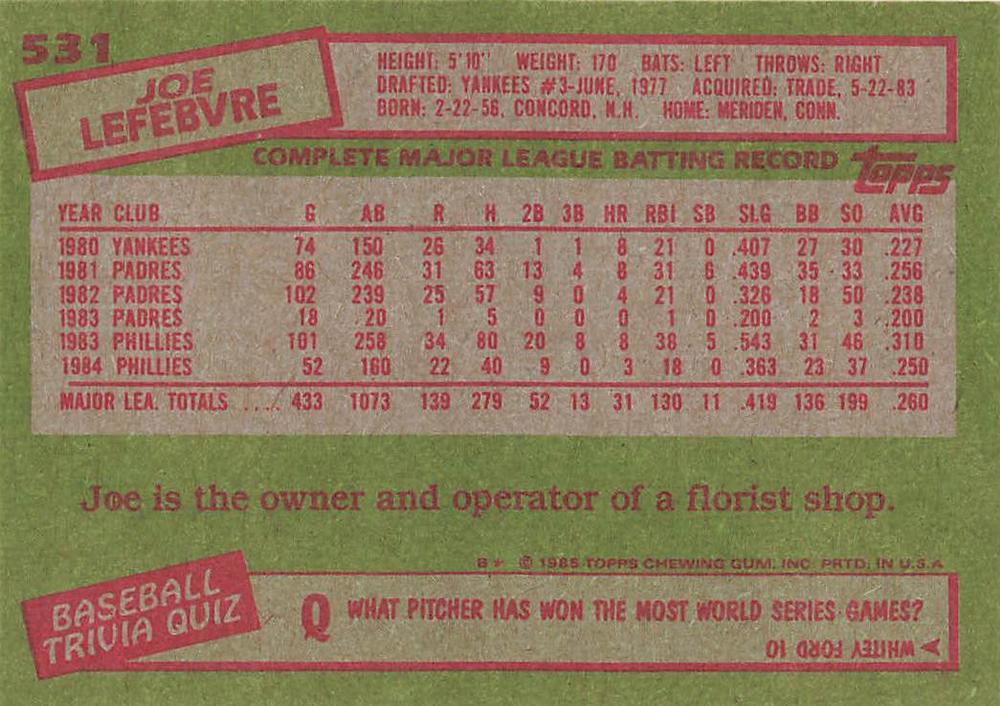 531
JOE
LEFEBVRE
HEIGHT: 5'10" WEIGHT: 170 BATS: LEFT THROWS: RIGHT
DRAFTED: YANKEES #3-JUNE, 1977 ACQUIRED: TRADE, 5-22-83
BORN: 2-22-56, CONCORD, N.H. HOME: MERIDEN, CONN.
COMPLETE MAJOR LEAGUE BATTING RECORD topps
YEAR CLUB G AB R H 2B 3B HR RBI SB SLG BB SO AVG
1980 YANKEES 74 150 26 34 1 1 8 21 0 .407 27 30 .227
1981 PADRES 86 246 31 63 13 4 8 31 6 .439 35 33 .256
1982 PADRES 102 239 25 57 9 0 4 21 0 .326 18 50 .238
1983 PADRES 18 20 1 5 0 0 0 1 0 .200 2 3 .200
1983 PHILLIES 101 258 34 80 20 8 8 38 5 .543 31 46 .310
1984 PHILLIES 52 160 22 40 9 0 3 18 0 .363 23 37 .250
MAJOR LEA. TOTALS .... 433 1073 139 279 52 13 31 130 11 .419 136 199 .260
Joe is the owner and operator of a florist shop.
B* © 1985 TOPPS CHEWING GUM, INC. PRTD. IN U.S.A
BASEBALL
TRIVIA QUIZ
Q WHAT PITCHER HAS WON THE MOST WORLD SERIES GAMES?
A WHITEY FORD 10